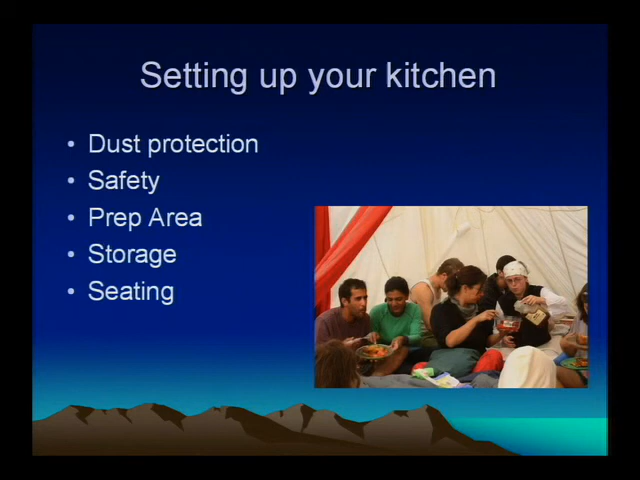 Setting up your kitchen
• Dust protection
• Safety
• Prep Area
• Storage
• Seating